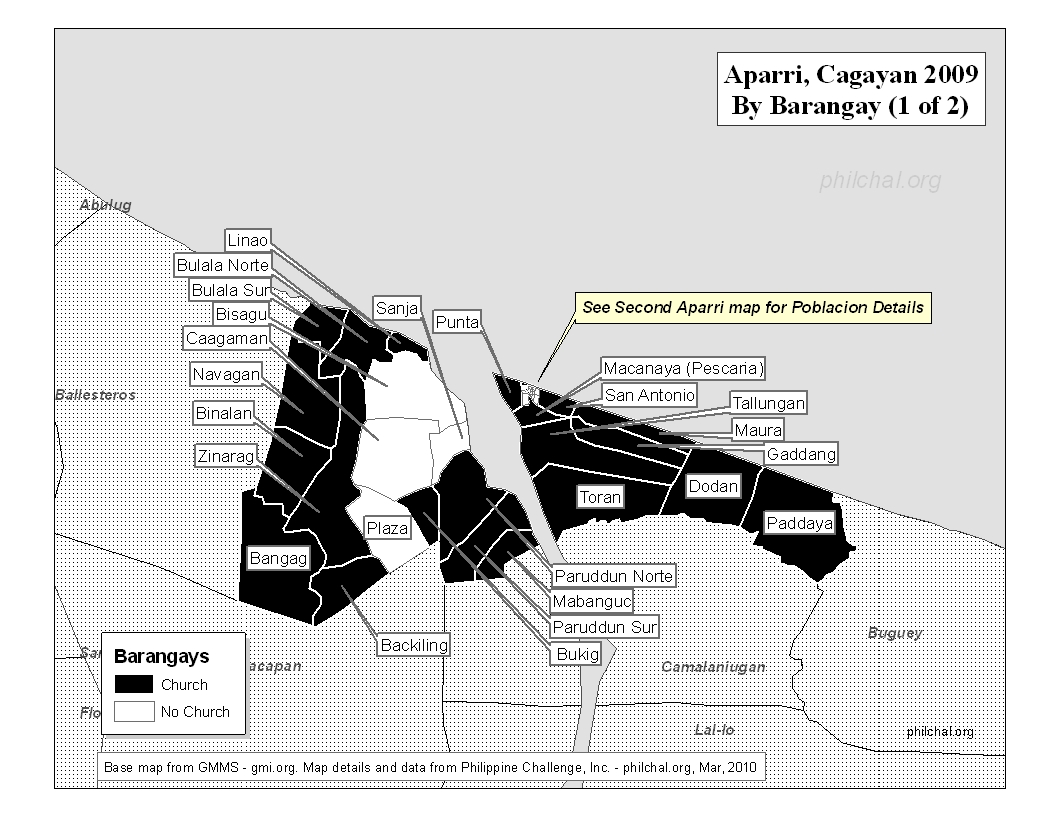 Aparri, Cagayan 2009
By Barangay (1 of 2)
philchal.org
Abulug
Linao
Bulala Norte
Bulala Sur
Bisagu
Caagaman
Sanja
Punta
See Second Aparri map for Poblacion Details
Navagan
Macanaya (Pescaria)
San Antonio
Tallungan
Ballesteros
Binalan
Maura
Gaddang
Zinarag
Dodan
Toran
Plaza
Paddaya
Bangag
Paruddun Norte
Mabanguc
Paruddun Sur
Bukig
Backiling
Buguey
Camalaniugan
Sa
acapan
Flo
Barangays
Church
No Church
Lal-lo
philchal.org
Base map from GMMS - gmi.org. Map details and data from Philippine Challenge, Inc. - philchal.org, Mar, 2010